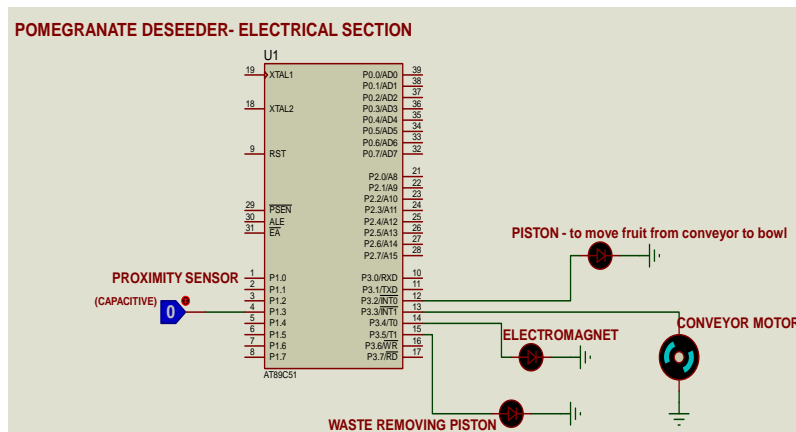 POMEGRANATE DESEEDER- ELECTRICAL SECTION
U1
19 XTAL1 P0.0/AD0 39
P0.1/AD1 38
P0.2/AD2 37
18 XTAL2 P0.3/AD3 36
P0.4/AD4 35
P0.5/AD5 34
P0.6/AD6 33
9 RST P0.7/AD7 32
P2.0/A8 21
P2.1/A9 22
P2.2/A10 23
29 PSEN P2.3/A11 24
30 ALE P2.4/A12 25
31 EA P2.5/A13 26
P2.6/A14 27
P2.7/A15 28
PISTON - to move fruit from conveyor to bowl
PROXIMITY SENSOR
(CAPACITIVE)
0
1 P1.0 P3.0/RXD 10
2 P1.1 P3.1/TXD 11
3 P1.2 P3.2/INT0 12
4 P1.3 P3.3/INT1 13
5 P1.4 P3.4/T0 14
6 P1.5 P3.5/T1 15
7 P1.6 P3.6/WR 16
8 P1.7 P3.7/RD 17
AT89C51
ELECTROMAGNET
CONVEYOR MOTOR
WASTE REMOVING PISTON